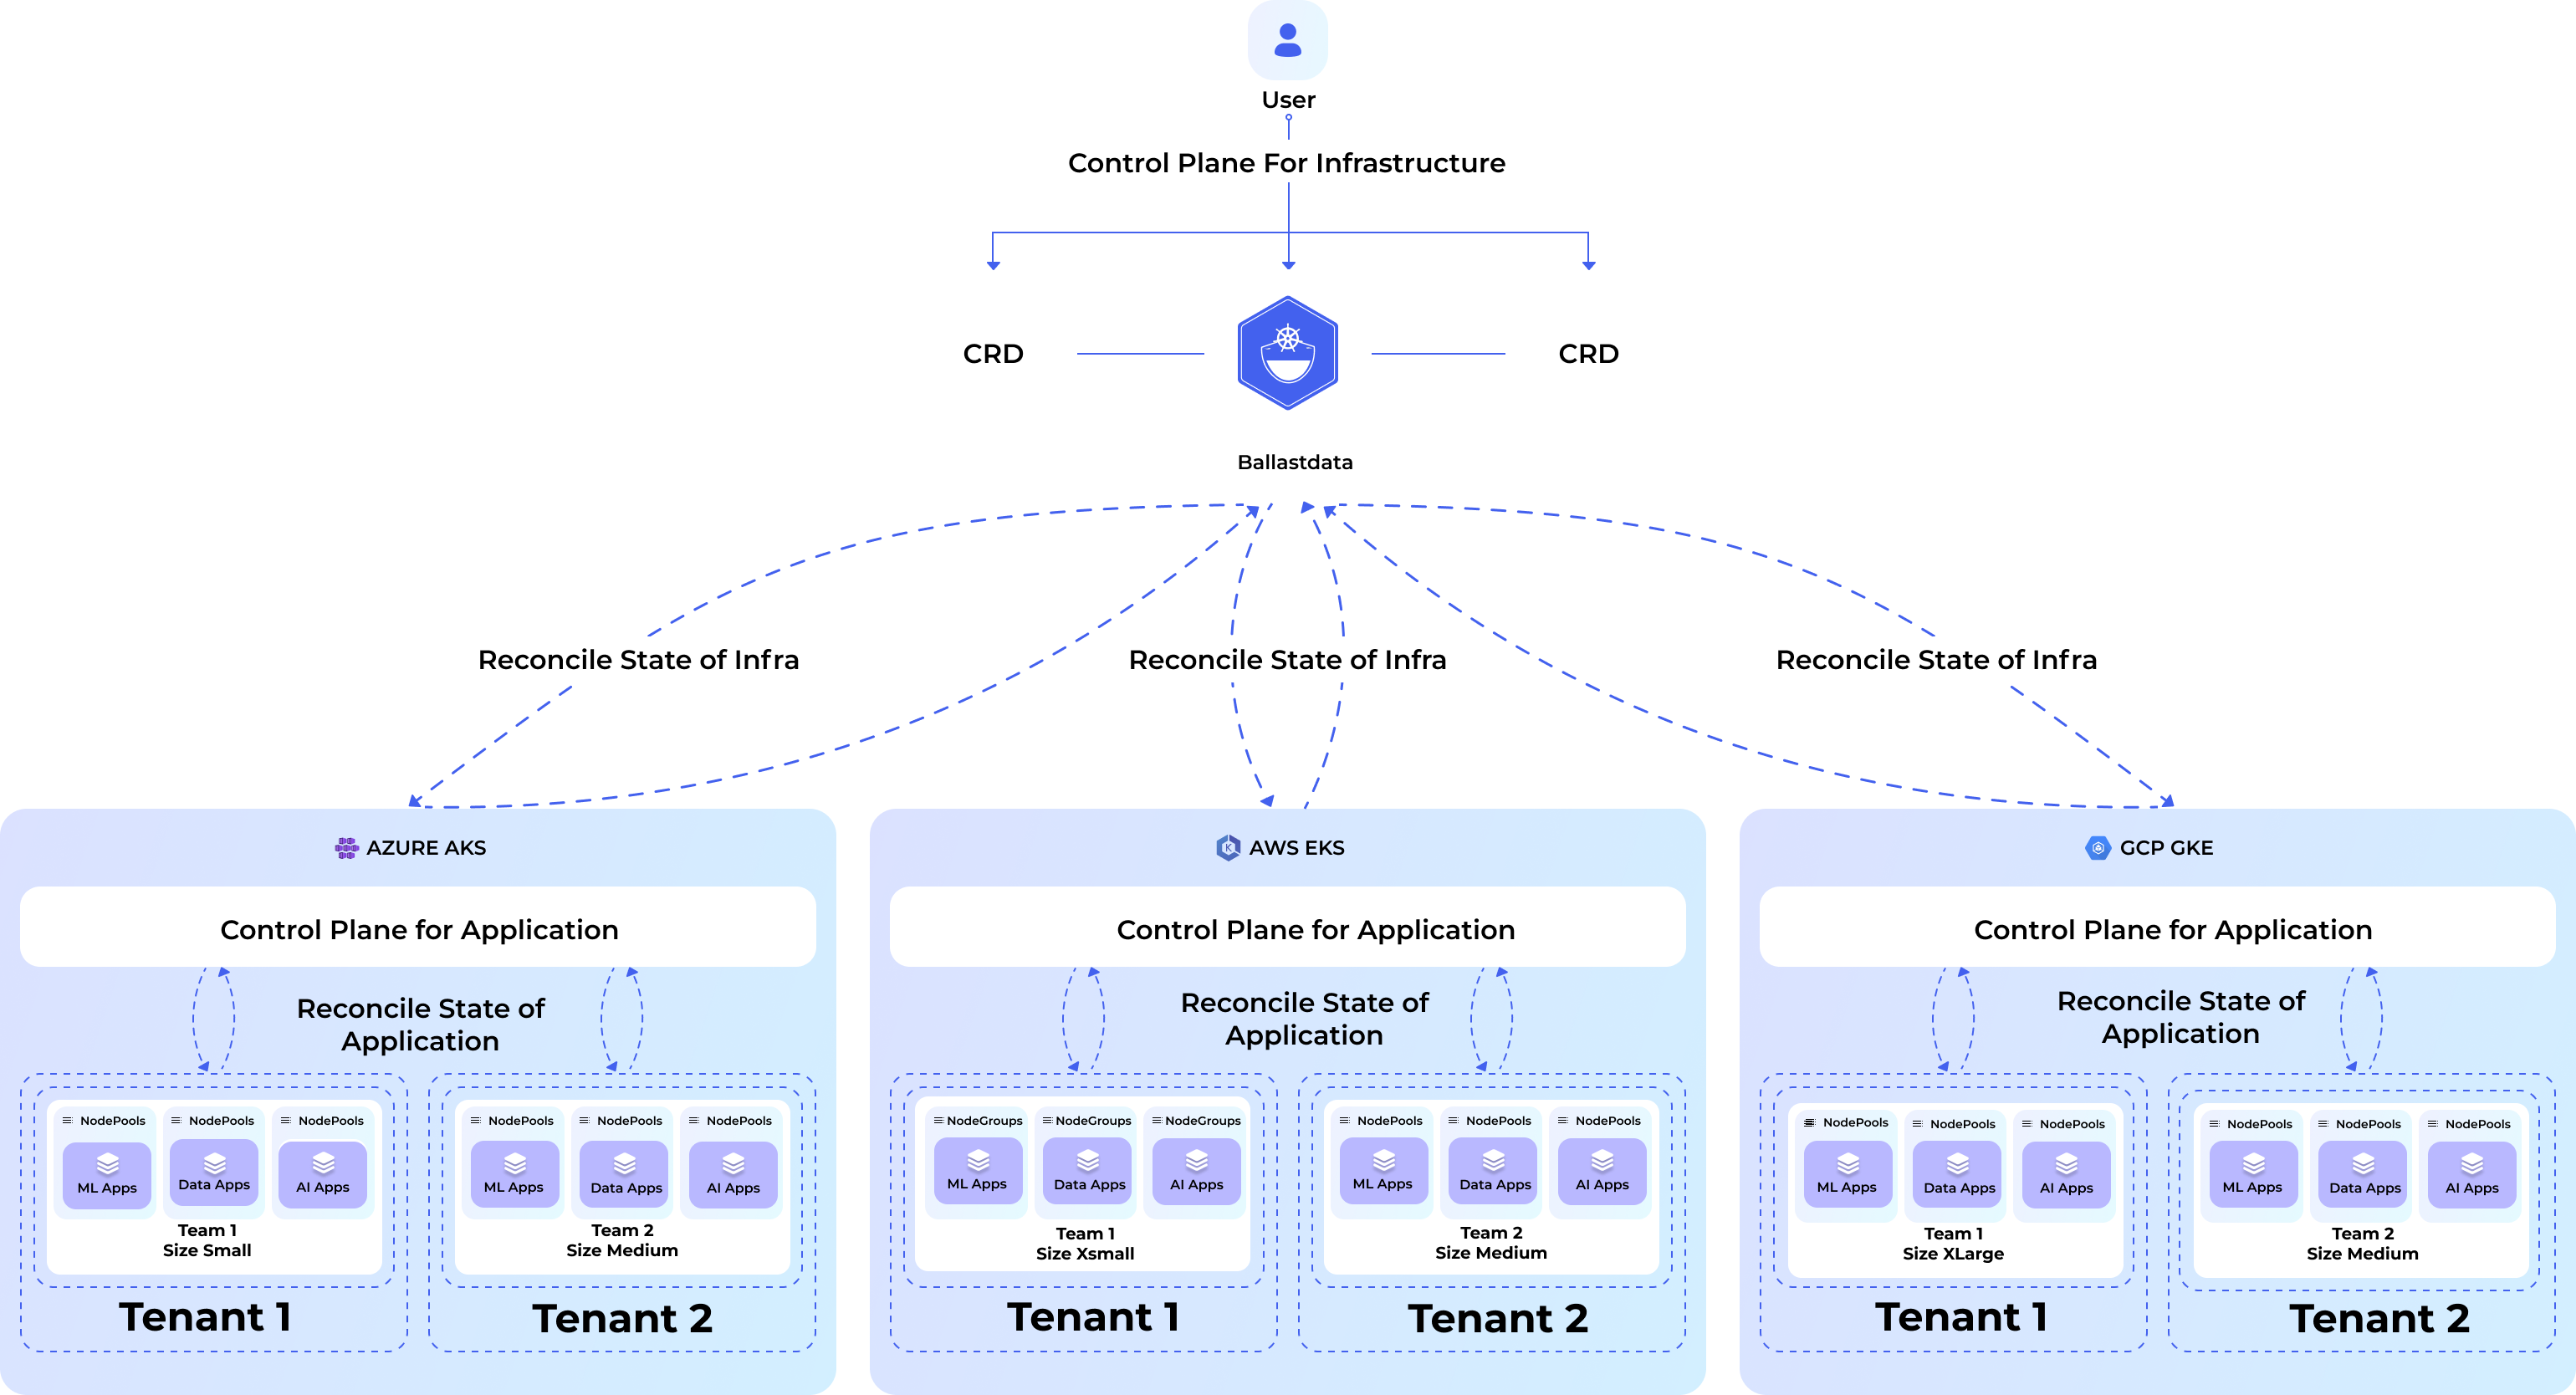 User
Control Plane For Infrastructure
CRD
CRD
Ballastdata
Reconcile State of Infra
Reconcile State of Infra
Reconcile State of Infra
AZURE AKS
Control Plane for Application
Reconcile State of
Application
NodePools
NodePools
NodePools
ML Apps
Data Apps
AI Apps
Team 1
Size Small
Tenant 1
NodePools
NodePools
NodePools
ML Apps
Data Apps
AI Apps
Team 2
Size Medium
Tenant 2
AWS EKS
Control Plane for Application
Reconcile State of
Application
NodeGroups
NodeGroups
NodeGroups
ML Apps
Data Apps
AI Apps
Team 1
Size Xsmall
Tenant 1
NodePools
NodePools
NodePools
ML Apps
Data Apps
AI Apps
Team 2
Size Medium
Tenant 2
GCP GKE
Control Plane for Application
Reconcile State of
Application
NodePools
NodePools
NodePools
ML Apps
Data Apps
AI Apps
Team 1
Size XLarge
Tenant 1
NodePools
NodePools
NodePools
ML Apps
Data Apps
AI Apps
Team 2
Size Medium
Tenant 2